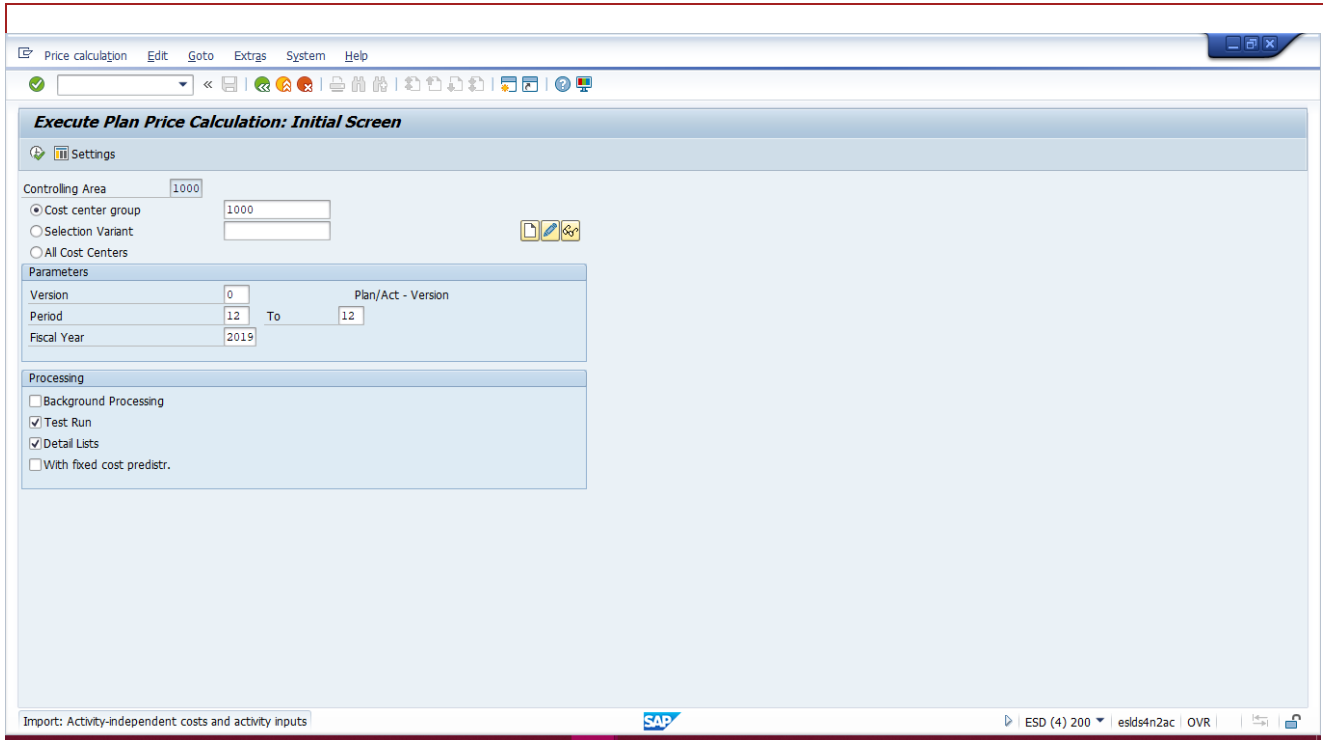 Price calculation Edit Goto Extras System Help
Execute Plan Price Calculation: Initial Screen
Settings
Controlling Area 1000
Cost center group 1000
Selection Variant
All Cost Centers
Parameters
Version 0 Plan/Act - Version
Period 12 To 12
Fiscal Year 2019
Processing
Background Processing
Test Run
Detail Lists
With fixed cost predistr.
Import: Activity-independent costs and activity inputs SAP ESD (4) 200 eslds4n2ac OVR